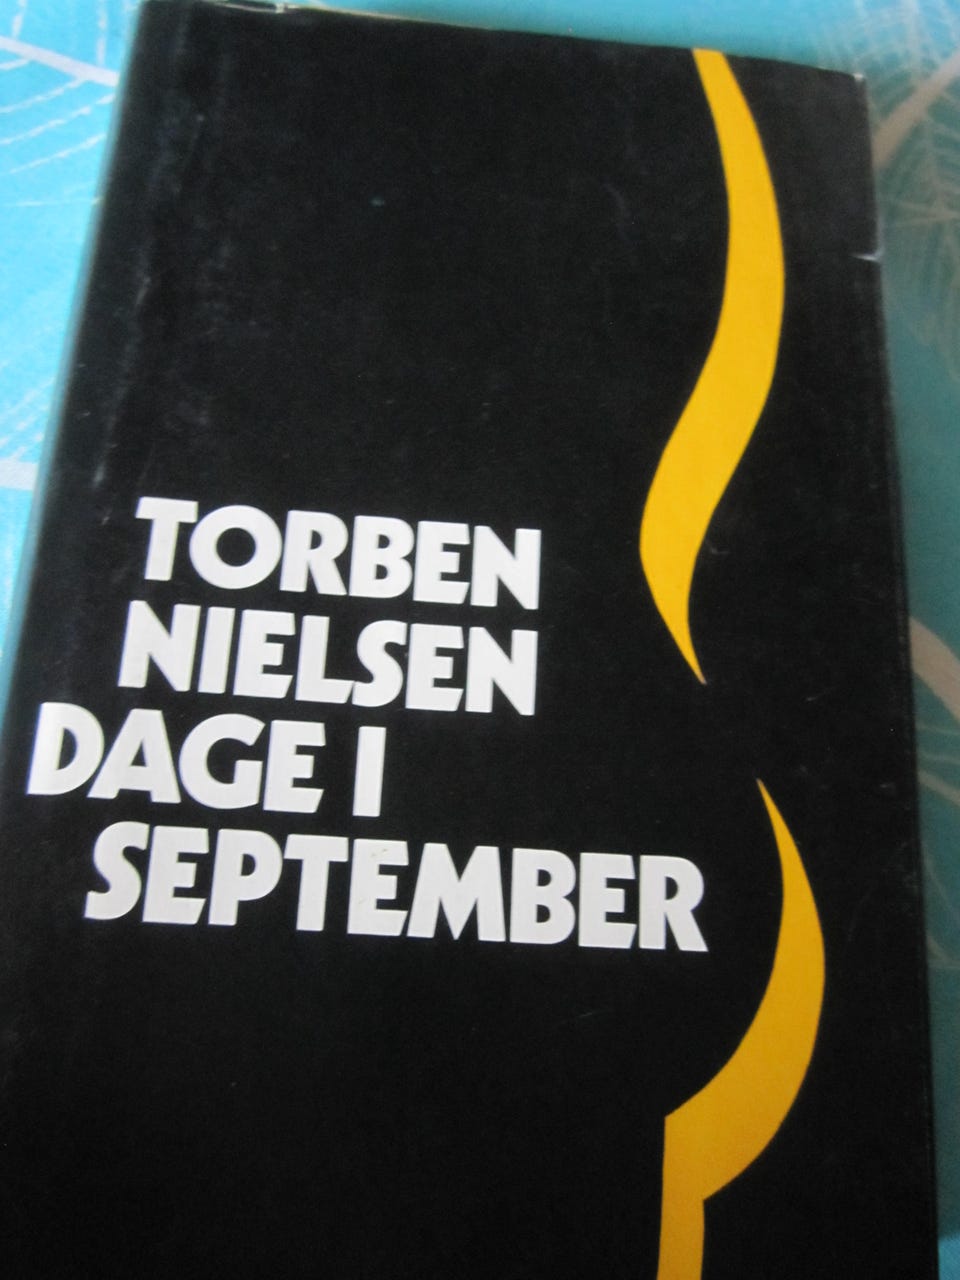 TORBEN
NIELSEN
DAGE I
SEPTEMBER